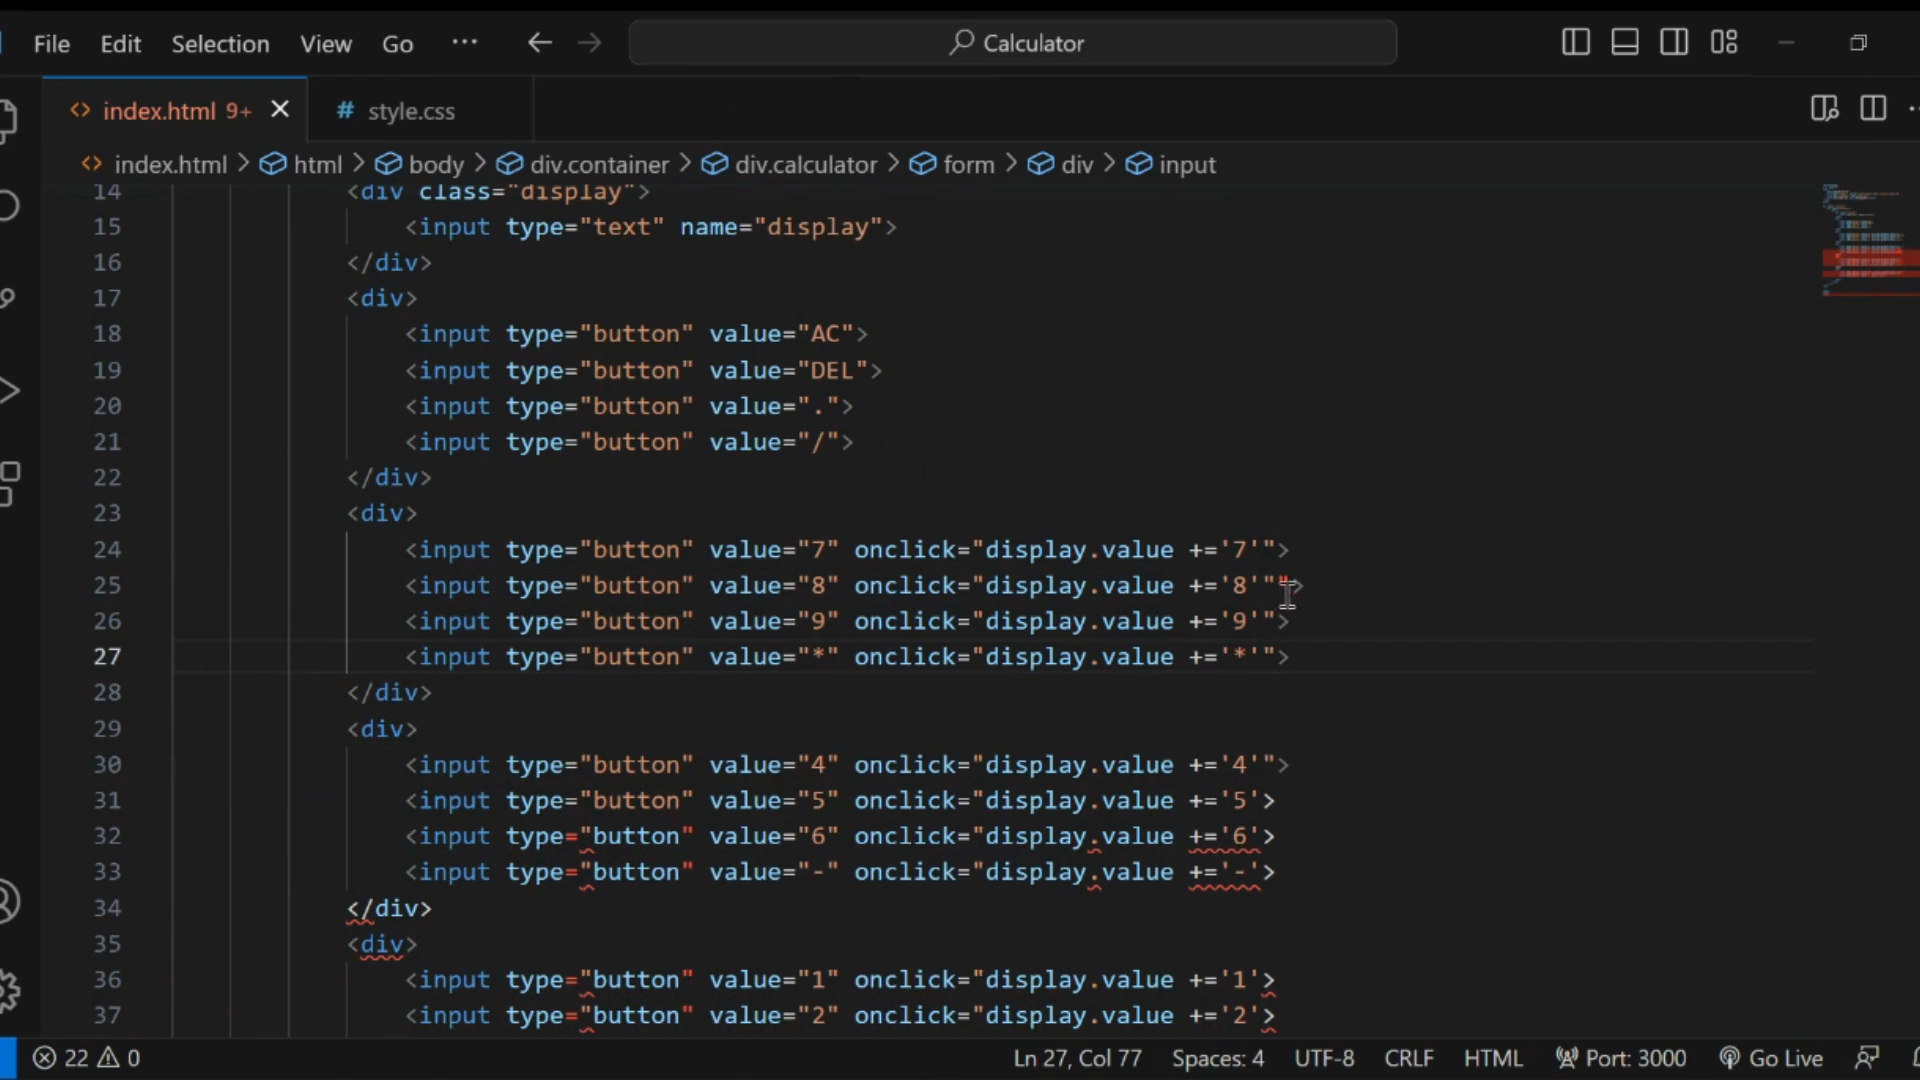 File Edit Selection View Go ··· Calculator
index.html 9+ # style.css
index.html > html > body > div.container > div.calculator > form > div > input
14 <div class="display">
15 <input type="text" name="display">
16 </div>
17 <div>
18 <input type="button" value="AC">
19 <input type="button" value="DEL">
20 <input type="button" value=".">
21 <input type="button" value="/">
22 </div>
23 <div>
24 <input type="button" value="7" onclick="display.value +='7'">
25 <input type="button" value="8" onclick="display.value +='8'"">
26 <input type="button" value="9" onclick="display.value +='9'">
27 <input type="button" value="*" onclick="display.value +='*'">
28 </div>
29 <div>
30 <input type="button" value="4" onclick="display.value +='4'">
31 <input type="button" value="5" onclick="display.value +='5'>
32 <input type="button" value="6" onclick="display.value +='6'>
33 <input type="button" value="-" onclick="display.value +='-'>
34 </div>
35 <div>
36 <input type="button" value="1" onclick="display.value +='1'>
37 <input type="button" value="2" onclick="display.value +='2'>
22 0 Ln 27, Col 77 Spaces: 4 UTF-8 CRLF HTML Port: 3000 Go Live